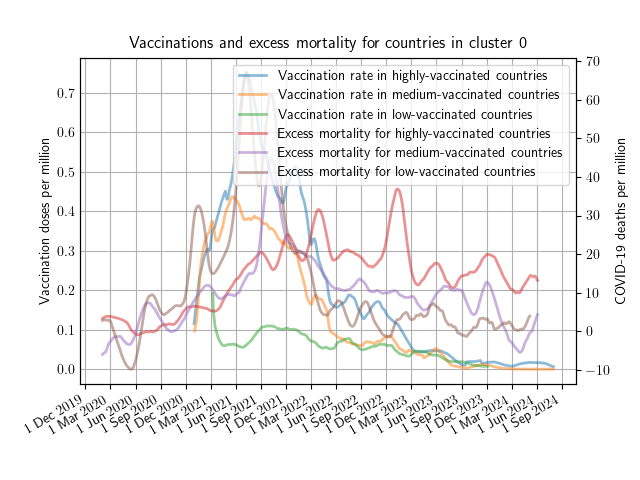 Vaccinations and excess mortality for countries in cluster 0
Vaccination rate in highly-vaccinated countries
Vaccination rate in medium-vaccinated countries
Vaccination rate in low-vaccinated countries
Excess mortality for highly-vaccinated countries
Excess mortality for medium-vaccinated countries
Excess mortality for low-vaccinated countries
Vaccination doses per million
0.7
0.6
0.5
0.4
0.3
0.2
0.1
0.0
COVID-19 deaths per million
70
60
50
40
30
20
10
0
−10
1 Dec 2019
1 Mar 2020
1 Jun 2020
1 Sep 2020
1 Dec 2020
1 Mar 2021
1 Jun 2021
1 Sep 2021
1 Dec 2021
1 Mar 2022
1 Jun 2022
1 Sep 2022
1 Dec 2022
1 Mar 2023
1 Jun 2023
1 Sep 2023
1 Dec 2023
1 Mar 2024
1 Jun 2024
1 Sep 2024